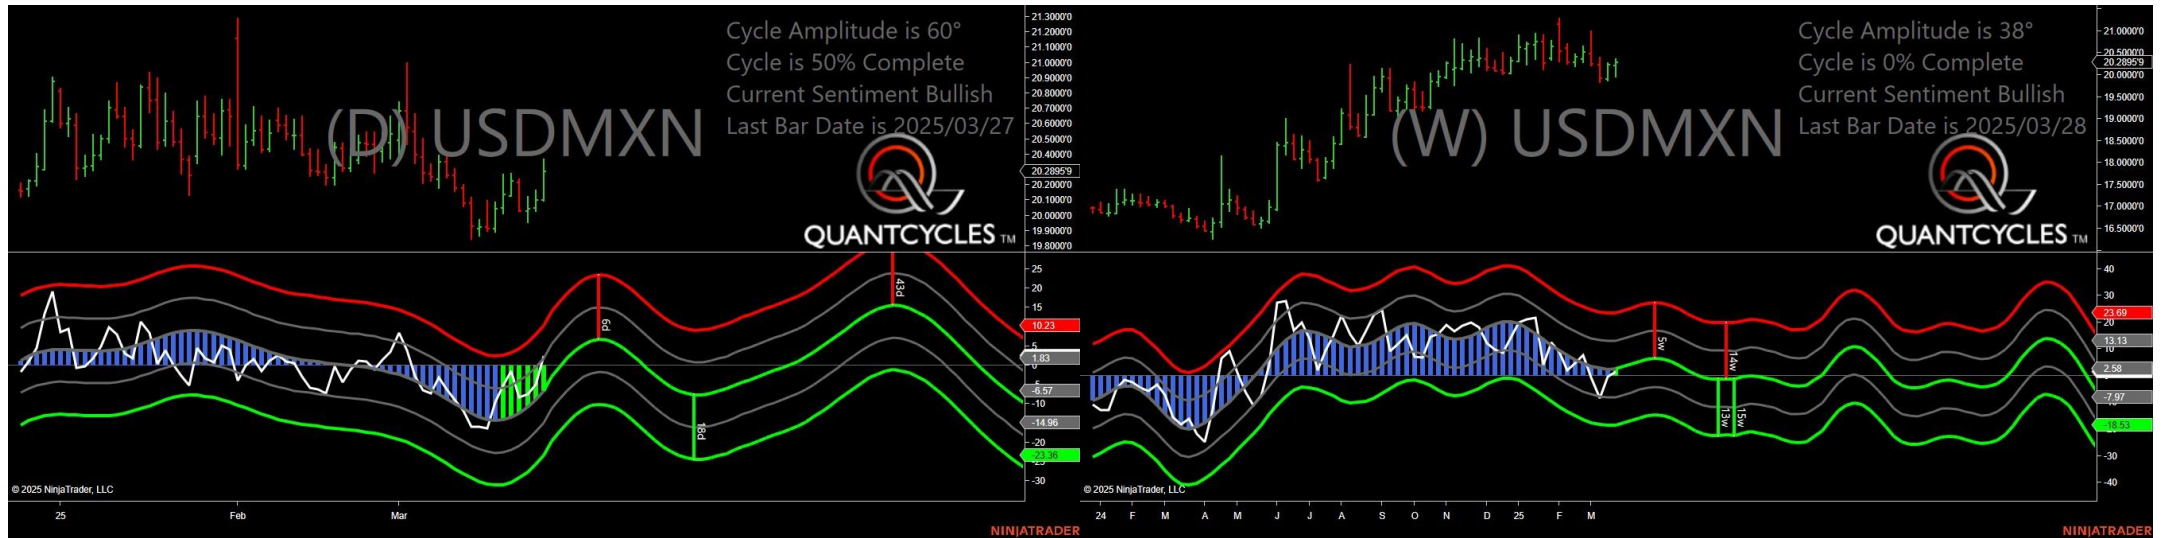 Cycle Amplitude is 60°
Cycle is 50% Complete
Current Sentiment Bullish
Last Bar Date is 2025/03/27
(D) USDMXN
QUANTCYCLES TM
21.3000'0
21.2000'0
21.1000'0
21.0000'0
20.9000'0
20.8000'0
20.7000'0
20.6000'0
20.5000'0
20.4000'0
20.2895'9
20.2000'0
20.1000'0
20.0000'0
19.9000'0
19.8000'0
25
20
15
10.23
5
1.83
0
-6.57
-10
-14.96
-20
-23.36
-30
6d
18d
43d
© 2025 NinjaTrader, LLC
25
Feb
Mar
NINJATRADER
Cycle Amplitude is 38°
Cycle is 0% Complete
Current Sentiment Bullish
Last Bar Date is 2025/03/28
(W) USDMXN
QUANTCYCLES TM
21.0000'0
20.5000'0
20.2895'9
20.0000'0
19.5000'0
19.0000'0
18.5000'0
18.0000'0
17.5000'0
17.0000'0
16.5000'0
40
30
23.69
20
13.13
10
2.58
-7.97
-18.53
-30
-40
5w
14w
13w
15w
© 2025 NinjaTrader, LLC
24 F M A M J J A S O N D 25 F M
NINJATRADER